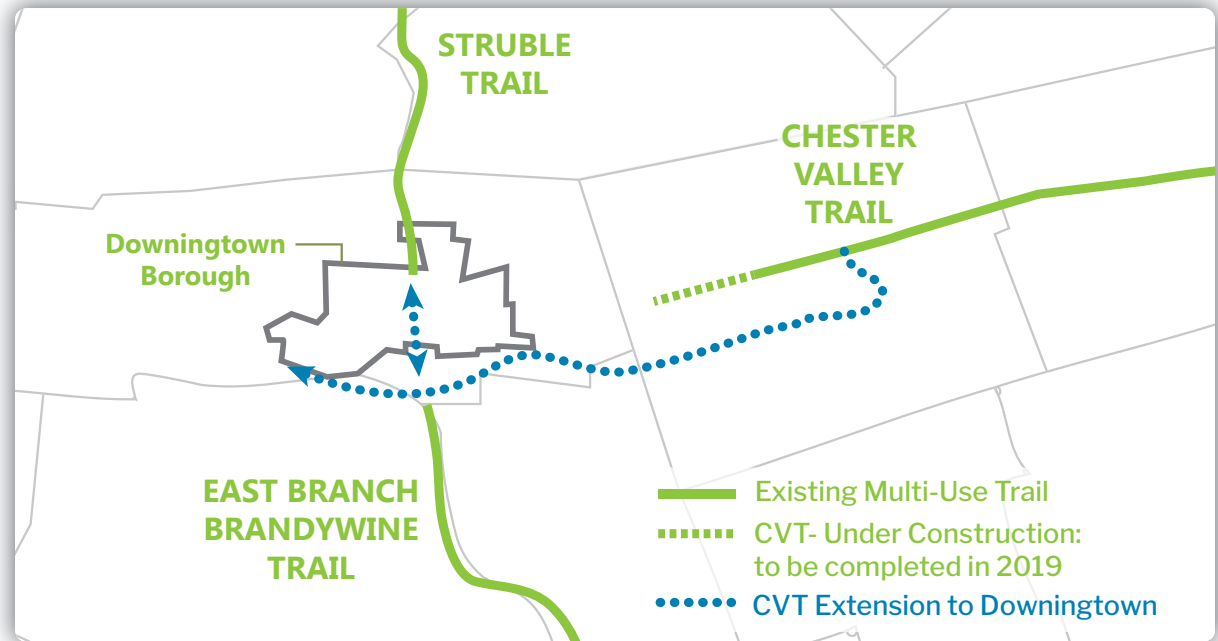 STRUBLE
TRAIL
CHESTER
VALLEY
TRAIL
Downingtown
Borough
EAST BRANCH
BRANDYWINE
TRAIL
Existing Multi-Use Trail
CVT- Under Construction:
to be completed in 2019
CVT Extension to Downingtown